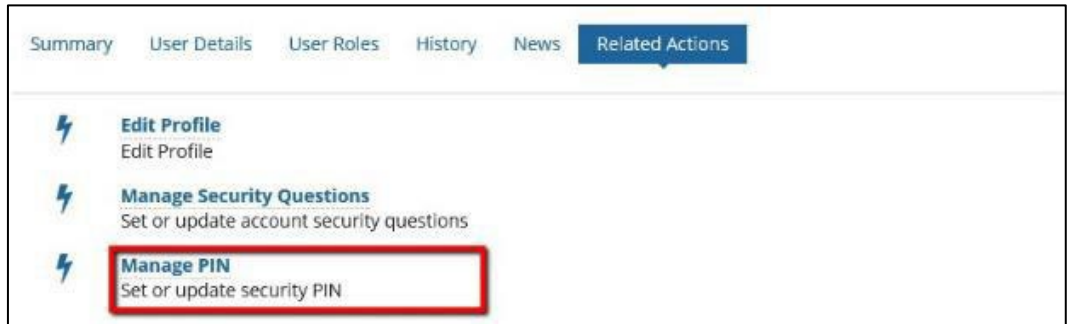 Summary User Details User Roles History News Related Actions
Edit Profile
Edit Profile
Manage Security Questions
Set or update account security questions
Manage PIN
Set or update security PIN